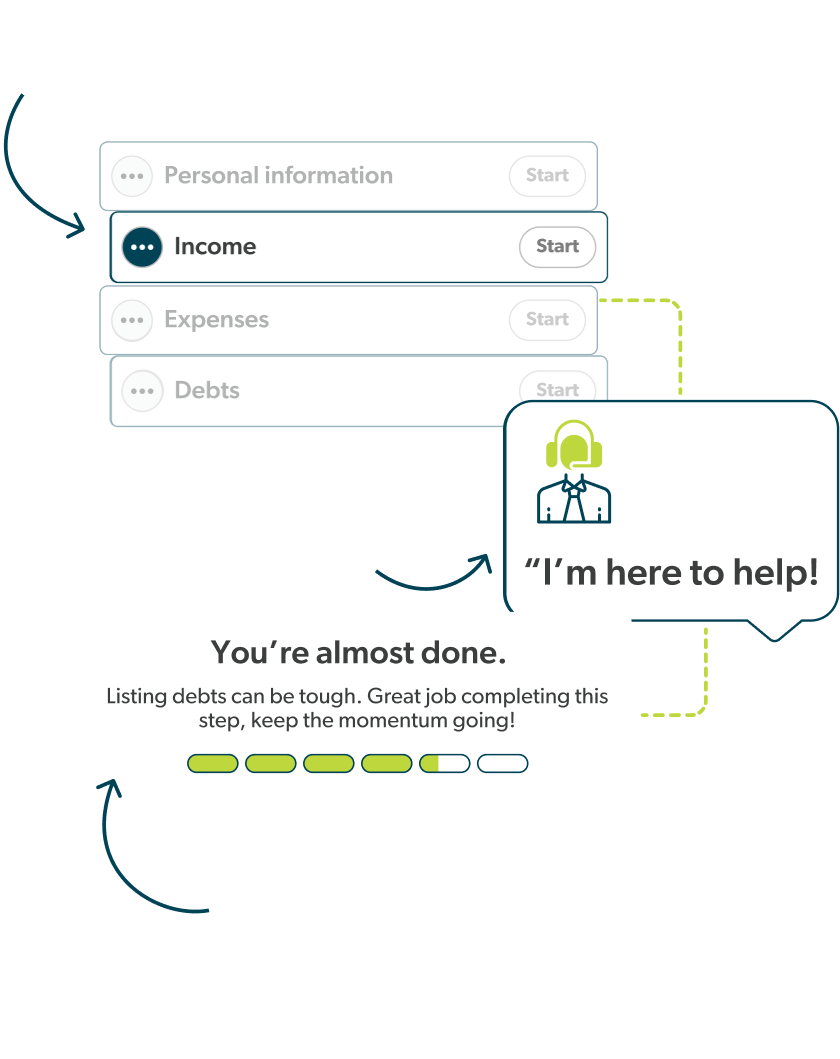 Personal information
Start
Income
Start
Expenses
Start
Debts
Start
“I’m here to help!
You’re almost done.
Listing debts can be tough. Great job completing this
step, keep the momentum going!